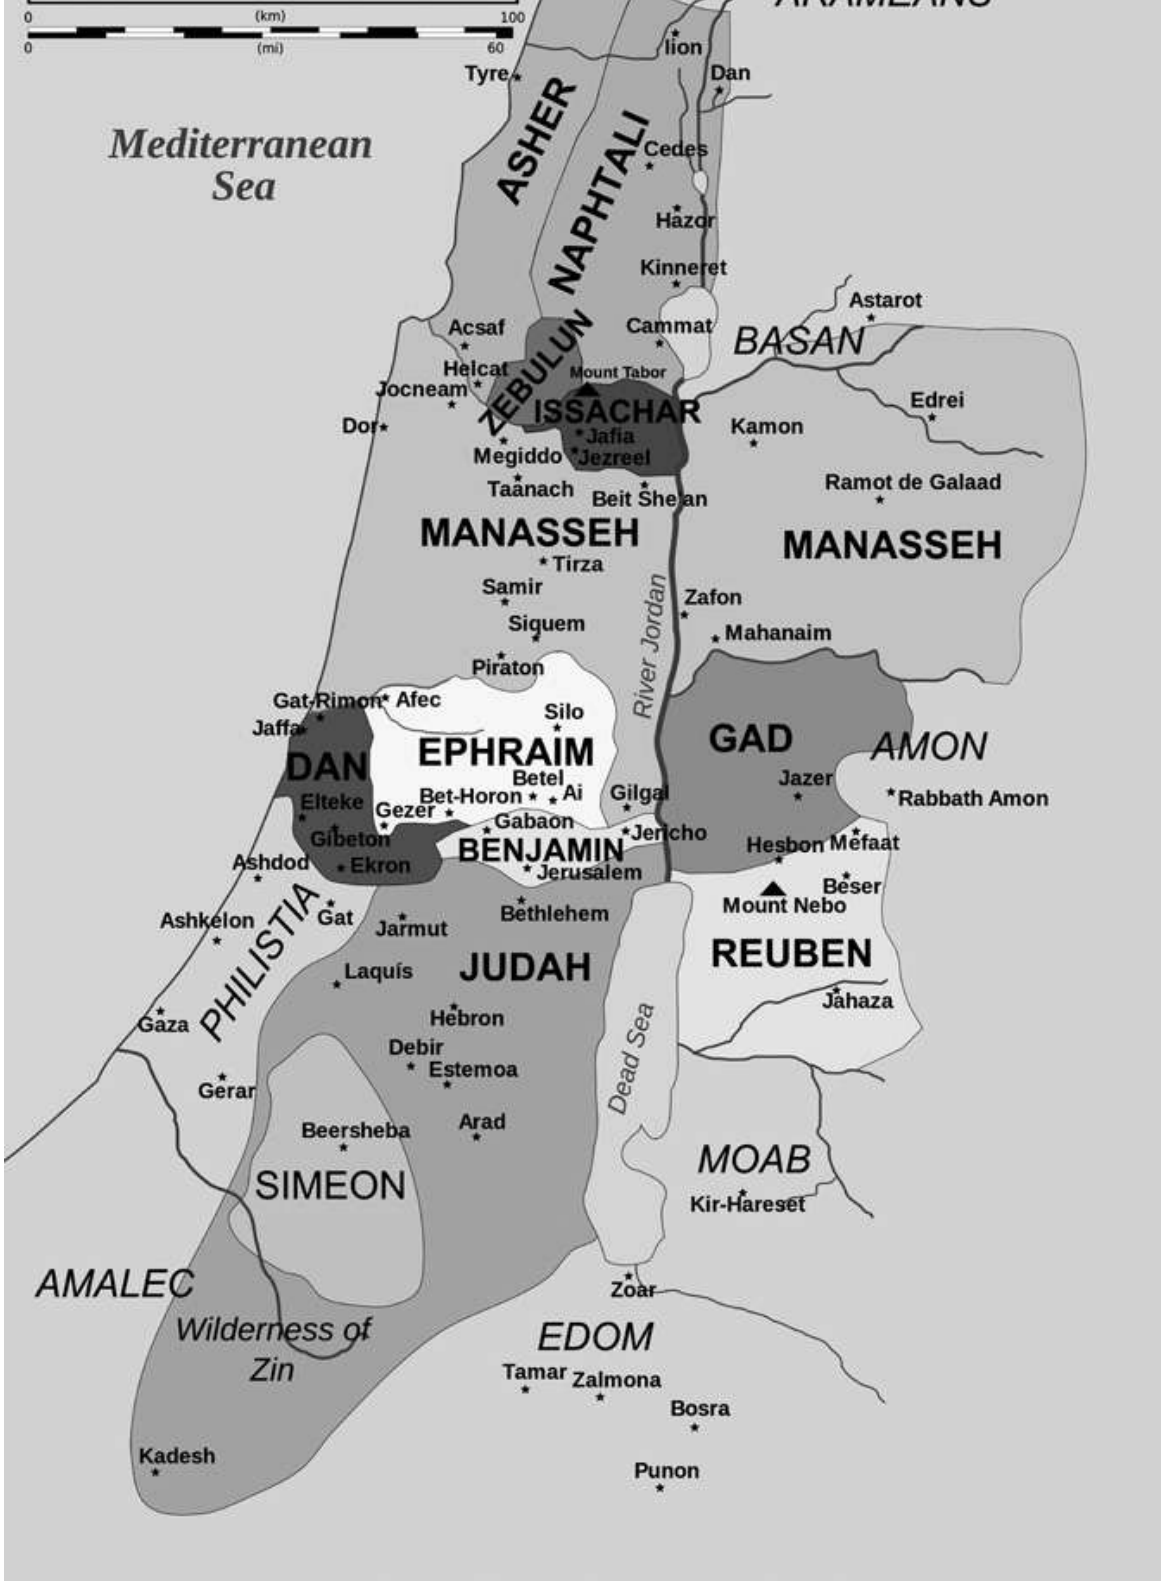 ARAMEANS
0 (km) 100
0 (mi) 60
Iion
Tyre
Dan
ASHER
Mediterranean
Sea
NAPHTALI
Cedes
Hazor
Kinneret
Astarot
Acsaf
Cammat
BASAN
ZEBULUN
Helcat
Mount Tabor
Jocneam
Edrei
ISSACHAR
Dor
Kamon
Jafia
Megiddo
Jezreel
Ramot de Galaad
Taanach
Beit She'an
MANASSEH
MANASSEH
Tirza
Samir
Zafon
Siquem
River Jordan
Mahanaim
Piraton
Gat-Rimon
Afec
Silo
Jaffa
GAD
AMON
EPHRAIM
DAN
Betel
Jazer
Ai
Gilgal
Bet-Horon
Rabbath Amon
Elteke
Gezer
Gabaon
Jericho
Gibeton
Hesbon
Mefaat
BENJAMIN
Ashdod
Ekron
Jerusalem
Beser
Mount Nebo
Ashkelon
Gat
Bethlehem
Jarmut
PHILISTIA
REUBEN
JUDAH
Laquís
Jahaza
Gaza
Hebron
Debir
Dead Sea
Estemoa
Gerar
Arad
Beersheba
MOAB
SIMEON
Kir-Hareset
AMALEC
Zoar
Wilderness of
Zin
EDOM
Tamar
Zalmona
Bosra
Kadesh
Punon